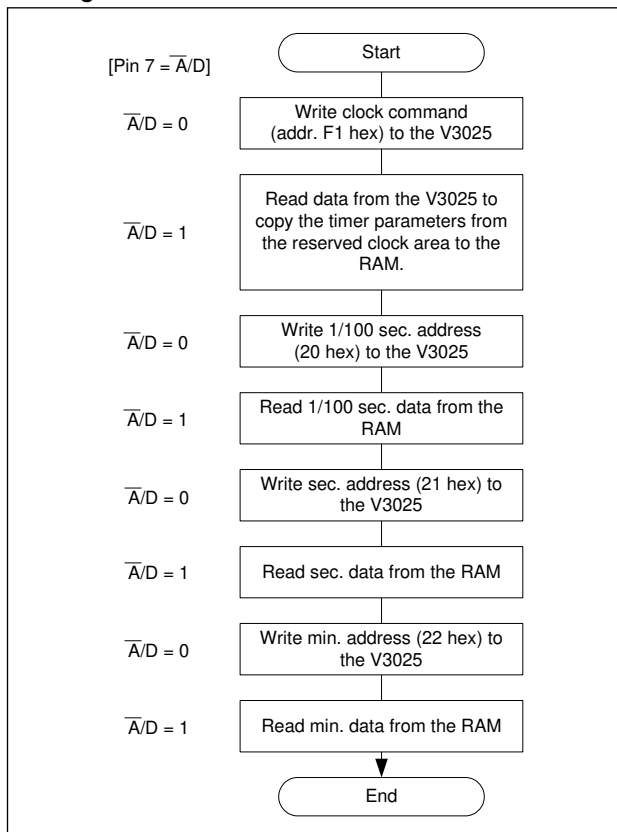 Start
[Pin 7 = A̅/D]
A̅/D = 0
Write clock command
(addr. F1 hex) to the V3025
A̅/D = 1
Read data from the V3025 to
copy the timer parameters from
the reserved clock area to the
RAM.
A̅/D = 0
Write 1/100 sec. address
(20 hex) to the V3025
A̅/D = 1
Read 1/100 sec. data from the
RAM
A̅/D = 0
Write sec. address (21 hex) to
the V3025
A̅/D = 1
Read sec. data from the RAM
A̅/D = 0
Write min. address (22 hex) to
the V3025
A̅/D = 1
Read min. data from the RAM
End